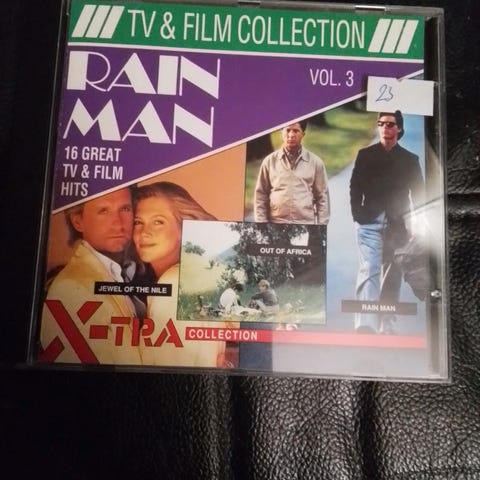 /// TV & FILM COLLECTION ///
RAIN
MAN
VOL. 3
23
16 GREAT
TV & FILM
HITS
OUT OF AFRICA
JEWEL OF THE NILE
RAIN MAN
X-TRA COLLECTION